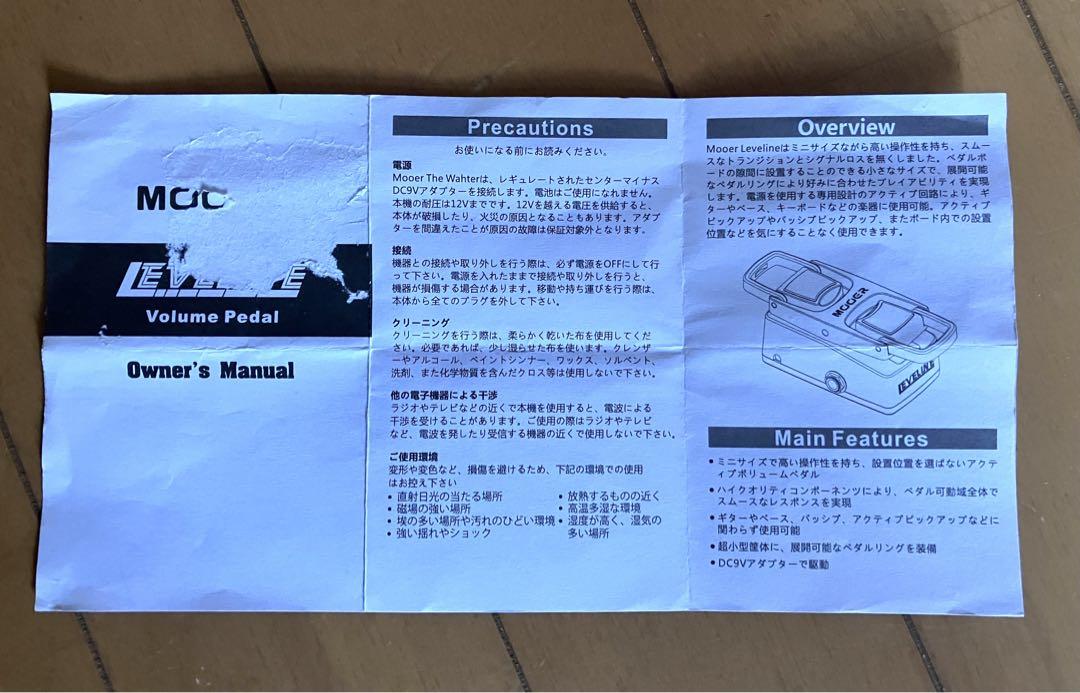 MOO
LEVELINE
Volume Pedal
Owner's Manual
Precautions
お使いになる前にお読みください。
電源
Mooer The Wahterは、レギュレートされたセンターマイナス
DC9Vアダプターを接続します。電池はご使用になれません。
本機の耐圧は12Vまでです。12Vを越える電圧を供給すると、
本体が破損したり、火災の原因となることもあります。アダプ
ターを間違えたことが原因の故障は保証対象外となります。
接続
機器との接続や取り外しを行う際は、必ず電源をOFFにして行
って下さい。電源を入れたままで接続や取り外しを行うと、
機器が損傷する場合があります。移動や持ち運びを行う際は、
本体から全てのプラグを外して下さい。
クリーニング
クリーニングを行う際は、柔らかく乾いた布を使用してくだ
さい。必要であれば、少し湿らせた布を使います。クレンザ
ーやアルコール、ペイントシンナー、ワックス、ソルベント、
洗剤、また化学物質を含んだクロス等は使用しないで下さい。
他の電子機器による干渉
ラジオやテレビなどの近くで本機を使用すると、電波による
干渉を受けることがあります。ご使用の際はラジオやテレビ
など、電波を発したり受信する機器の近くで使用しないで下さい。
ご使用環境
変形や変色など、損傷を避けるため、下記の環境での使用
はお控え下さい
• 直射日光の当たる場所
• 磁場の強い場所
• 埃の多い場所や汚れのひどい環境
• 強い揺れやショック
• 放熱するものの近く
• 高温多湿な環境
• 湿度が高く、湿気の
多い場所
Overview
Mooer Levelineはミニサイズながら高い操作性を持ち、スムー
スなトランジションとシグナルロスを無くしました。ペダルボ
ードの隙間に設置することのできる小さなサイズで、展開可能
なペダルリングにより好みに合わせたプレイアビリティを実現
します。電源を使用する専用設計のアクティブ回路により、ギ
ターやベース、キーボードなどの楽器に使用可能。アクティブ
ピックアップやパッシブピックアップ、またボード内での設置
位置などを気にすることなく使用できます。
MOOER
LEVELINE
Main Features
• ミニサイズで高い操作性を持ち、設置位置を選ばないアクテ
ィブボリュームペダル
• ハイクオリティコンポーネンツにより、ペダル可動域全体で
スムースなレスポンスを実現
• ギターやベース、パッシブ、アクティブピックアップなどに
関わらず使用可能
• 超小型筐体に、展開可能なペダルリングを装備
• DC9Vアダプターで駆動